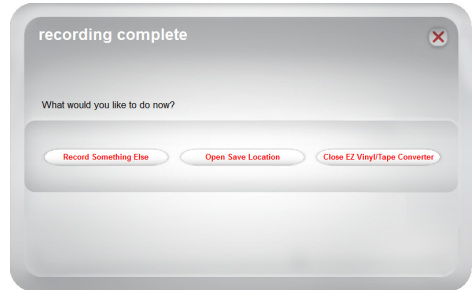 recording complete
What would you like to do now?
Record Something Else
Open Save Location
Close EZ Vinyl/Tape Converter